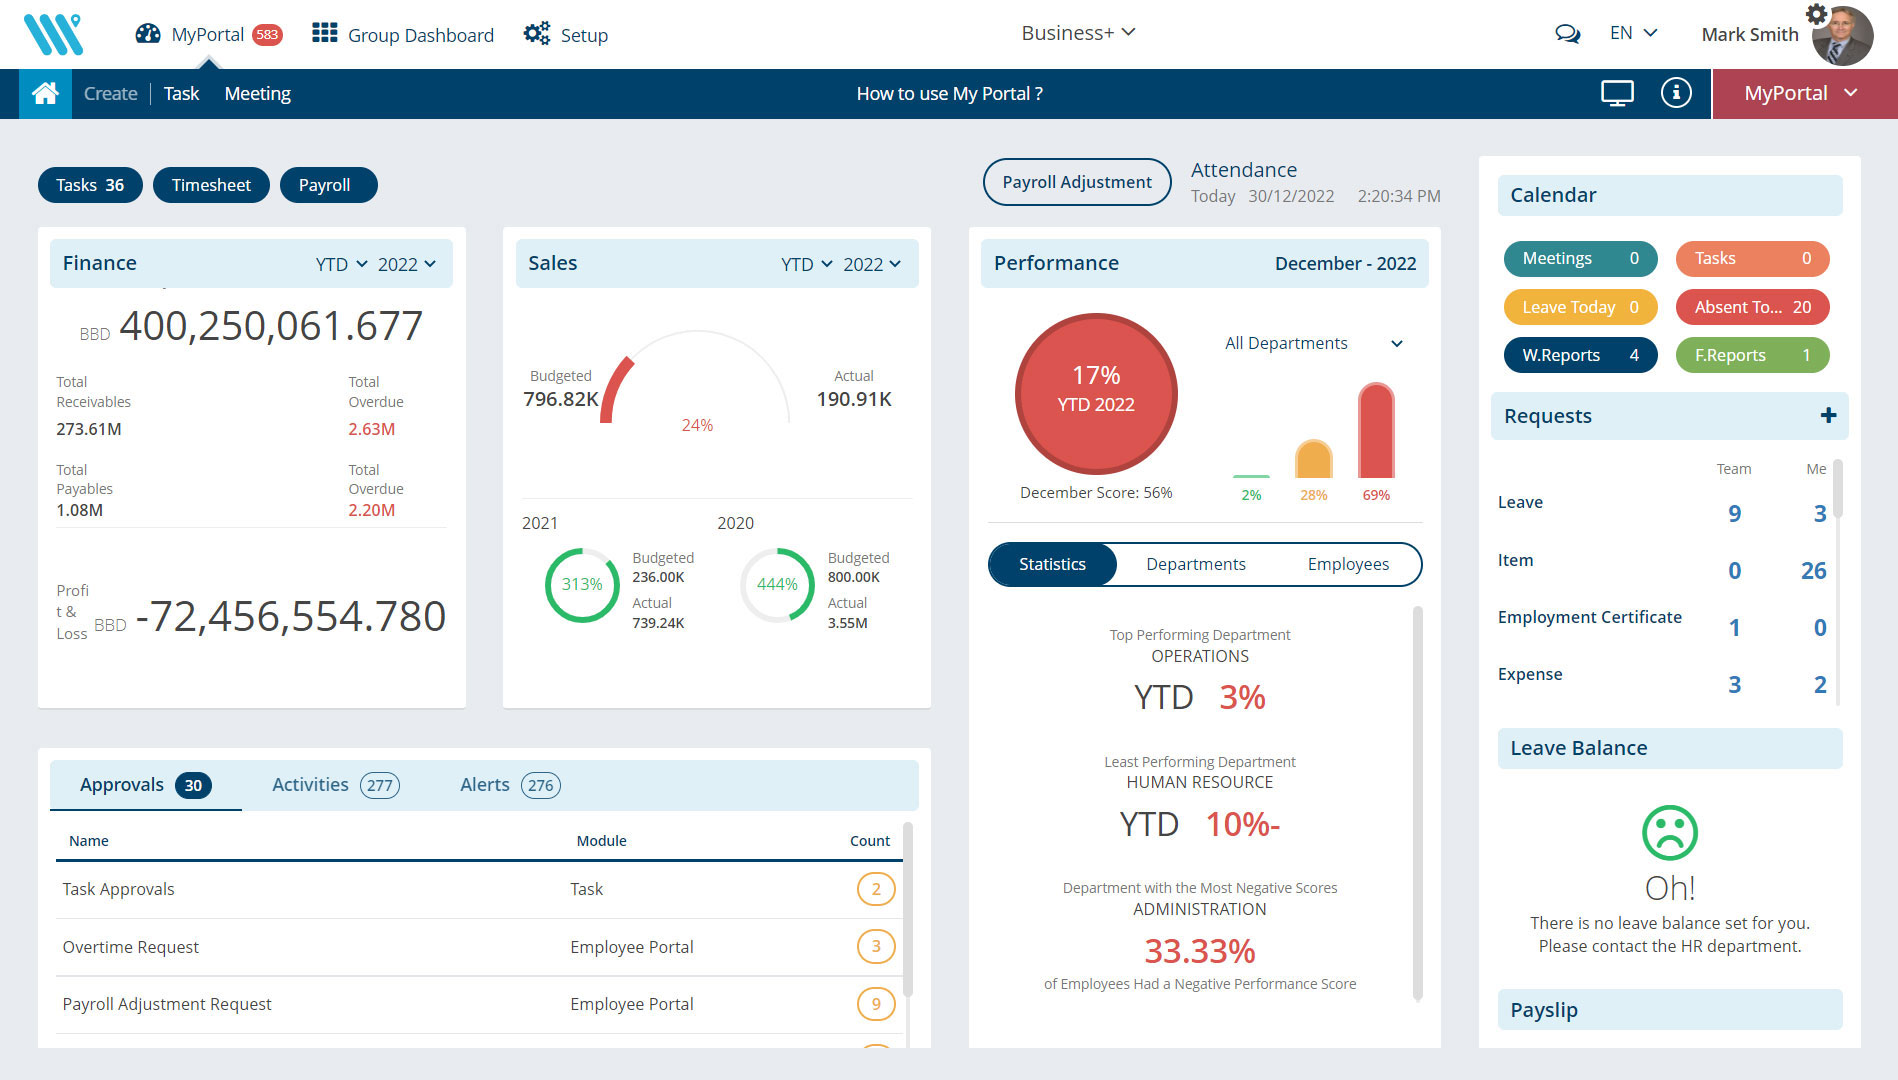 MyPortal 583
Group Dashboard
Setup
Business+
EN
Mark Smith
Create
Task
Meeting
How to use My Portal ?
MyPortal
Tasks 36
Timesheet
Payroll
Payroll Adjustment
Attendance
Today 30/12/2022 2:20:34 PM
Finance
YTD 2022
BBD 400,250,061.677
Total
Receivables
273.61M
Total
Overdue
2.63M
Total
Payables
1.08M
Total
Overdue
2.20M
Profi
t &
Loss
BBD -72,456,554.780
Sales
YTD 2022
Budgeted
796.82K
24%
Actual
190.91K
2021
313%
Budgeted
236.00K
Actual
739.24K
2020
444%
Budgeted
800.00K
Actual
3.55M
Performance
December - 2022
17%
YTD 2022
December Score: 56%
All Departments
2%
28%
69%
Statistics
Departments
Employees
Top Performing Department
OPERATIONS
YTD 3%
Least Performing Department
HUMAN RESOURCE
YTD 10%-
Department with the Most Negative Scores
ADMINISTRATION
33.33%
of Employees Had a Negative Performance Score
Approvals 30
Activities 277
Alerts 276
Name Module Count
Task Approvals Task 2
Overtime Request Employee Portal 3
Payroll Adjustment Request Employee Portal 9
Calendar
Meetings 0
Tasks 0
Leave Today 0
Absent To... 20
W.Reports 4
F.Reports 1
Requests +
Team Me
Leave 9 3
Item 0 26
Employment Certificate 1 0
Expense 3 2
Leave Balance
Oh!
There is no leave balance set for you.
Please contact the HR department.
Payslip